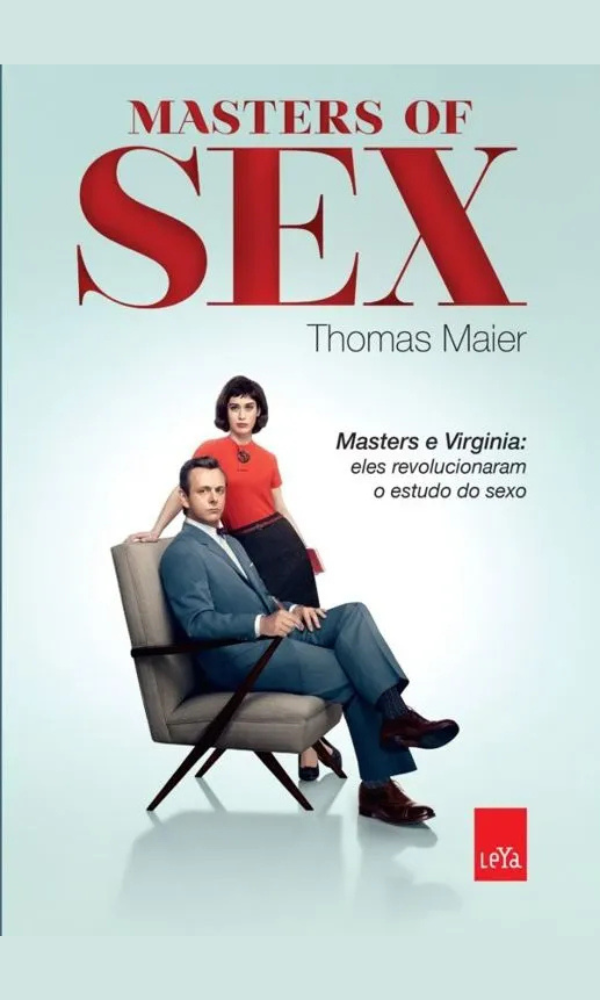 MASTERS OF
SEX
Thomas Maier
Masters e Virginia:
eles revolucionaram
o estudo do sexo
LeYa